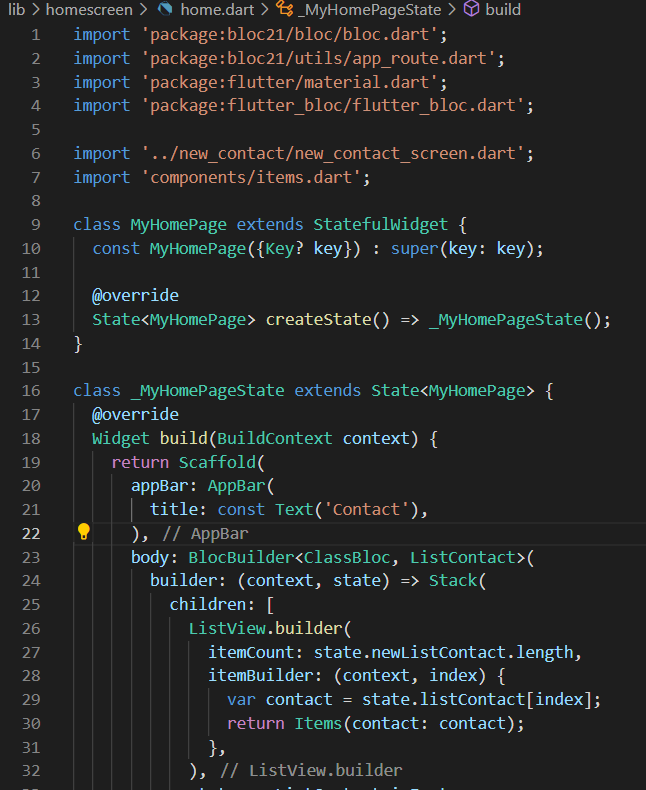 lib > homescreen > home.dart > _MyHomePageState > build
1 import 'package:bloc21/bloc/bloc.dart';
2 import 'package:bloc21/utils/app_route.dart';
3 import 'package:flutter/material.dart';
4 import 'package:flutter_bloc/flutter_bloc.dart';
5
6 import '../new_contact/new_contact_screen.dart';
7 import 'components/items.dart';
8
9 class MyHomePage extends StatefulWidget {
10   const MyHomePage({Key? key}) : super(key: key);
11
12   @override
13   State<MyHomePage> createState() => _MyHomePageState();
14 }
15
16 class _MyHomePageState extends State<MyHomePage> {
17   @override
18   Widget build(BuildContext context) {
19     return Scaffold(
20       appBar: AppBar(
21         title: const Text('Contact'),
22       ), // AppBar
23       body: BlocBuilder<ClassBloc, ListContact>(
24         builder: (context, state) => Stack(
25           children: [
26             ListView.builder(
27               itemCount: state.newListContact.length,
28               itemBuilder: (context, index) {
29                 var contact = state.listContact[index];
30                 return Items(contact: contact);
31               },
32             ), // ListView.builder